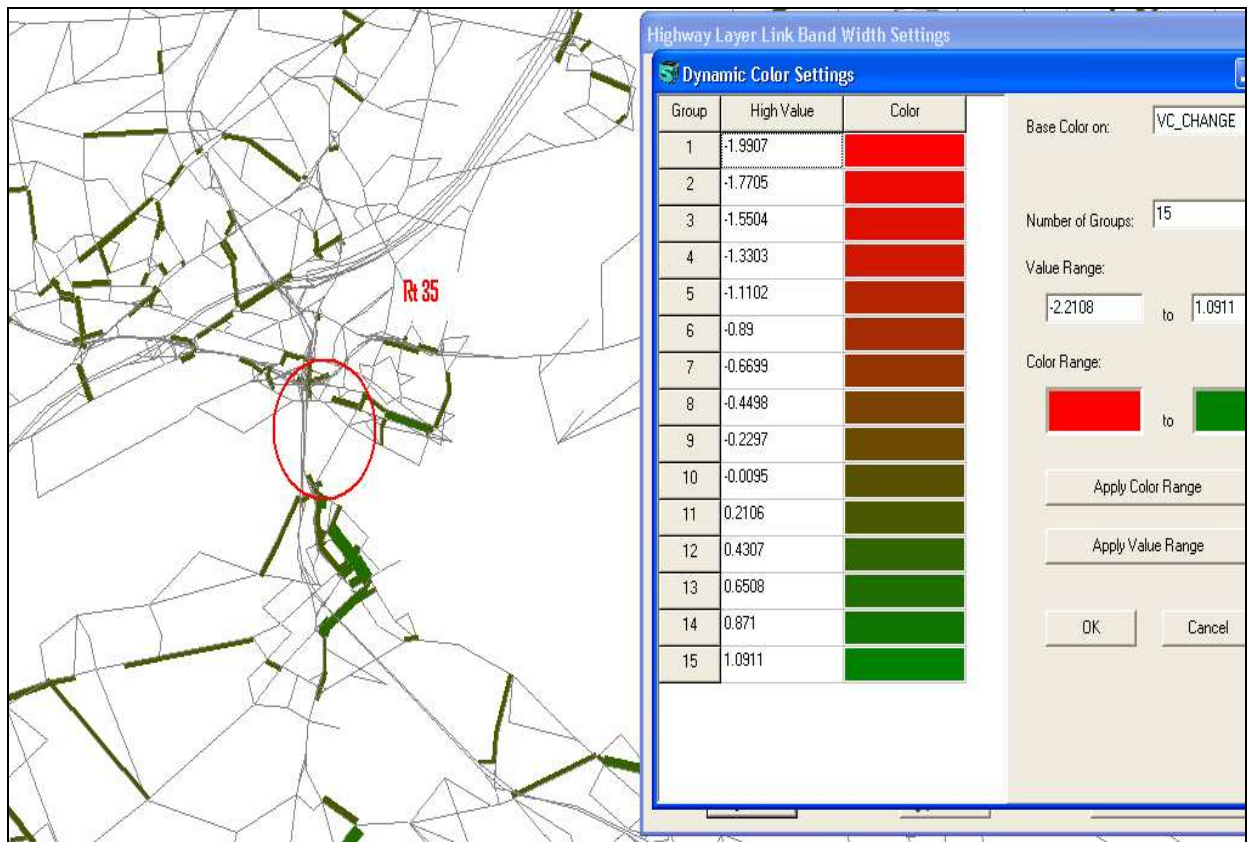 Rt 35
Highway Layer Link Band Width Settings
Dynamic Color Settings
Group High Value Color
1 -1.9907
2 -1.7705
3 -1.5504
4 -1.3303
5 -1.1102
6 -0.89
7 -0.6699
8 -0.4498
9 -0.2297
10 -0.0095
11 0.2106
12 0.4307
13 0.6508
14 0.871
15 1.0911
Base Color on: VC_CHANGE
Number of Groups: 15
Value Range:
-2.2108 to 1.0911
Color Range:
to
Apply Color Range
Apply Value Range
OK Cancel